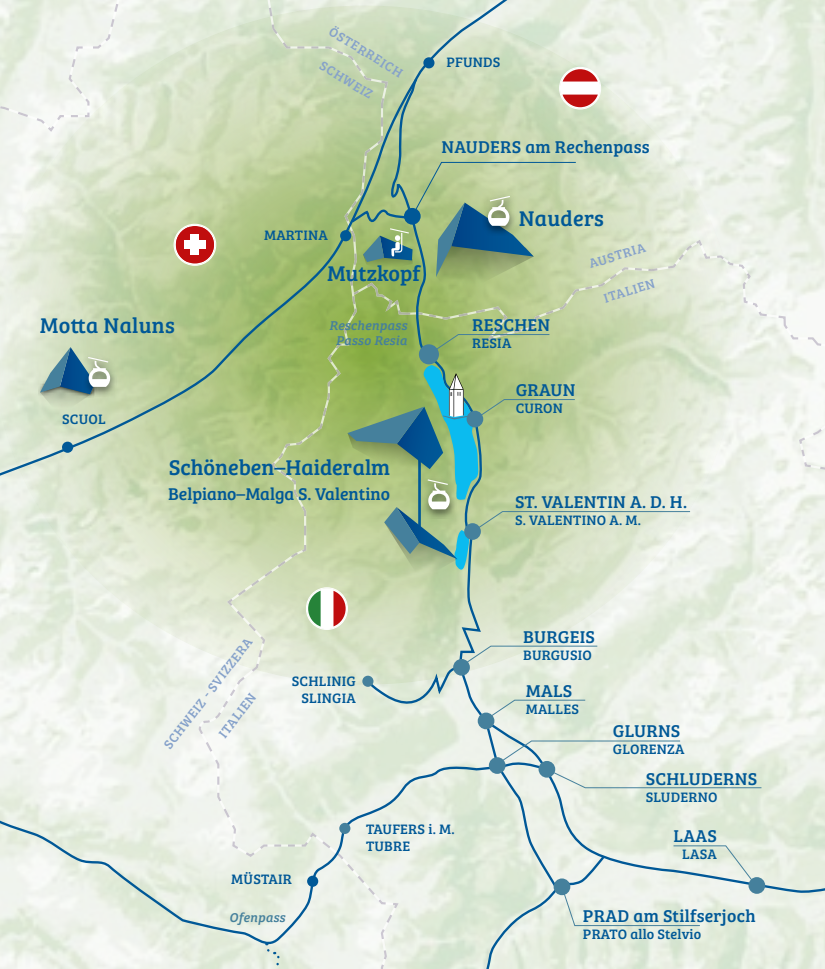 ÖSTERREICH
SCHWEIZ
PFUNDS
NAUDERS am Rechenpass
Nauders
MARTINA
Mutzkopf
AUSTRIA
ITALIEN
Motta Naluns
SCUOL
Reschenpass
Passo Resia
RESCHEN
RESIA
GRAUN
CURON
Schöneben–Haideralm
Belpiano–Malga S. Valentino
ST. VALENTIN A. D. H.
S. VALENTINO A. M.
BURGEIS
BURGUSIO
SCHWEIZ - SVIZZERA
ITALIEN
SCHLINIG
SLINGIA
MALS
MALLES
GLURNS
GLORENZA
SCHLUDERNS
SLUDERNO
TAUFERS i. M.
TUBRE
LAAS
LASA
MÜSTAIR
Ofenpass
PRAD am Stilfserjoch
PRATO allo Stelvio